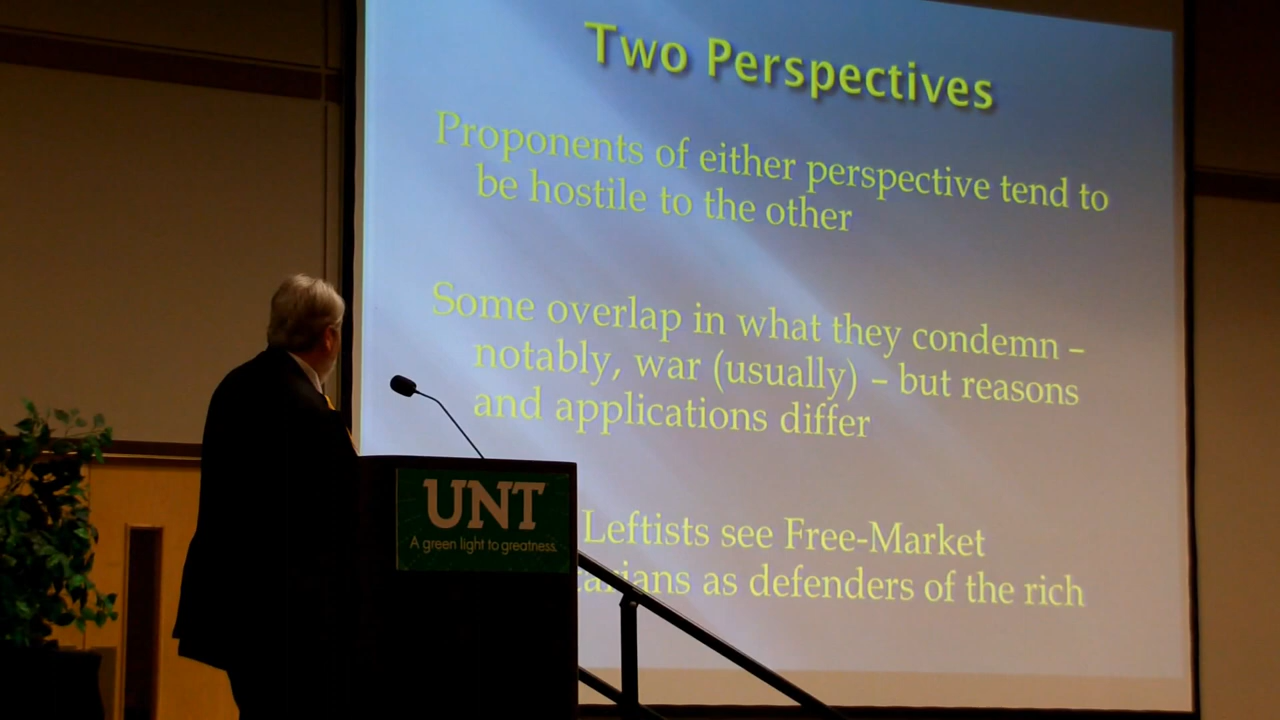 Two Perspectives
Proponents of either perspective tend to
be hostile to the other
Some overlap in what they condemn –
notably, war (usually) – but reasons
and applications differ
Leftists see Free-Market
as defenders of the rich
UNT
A green light to greatness.